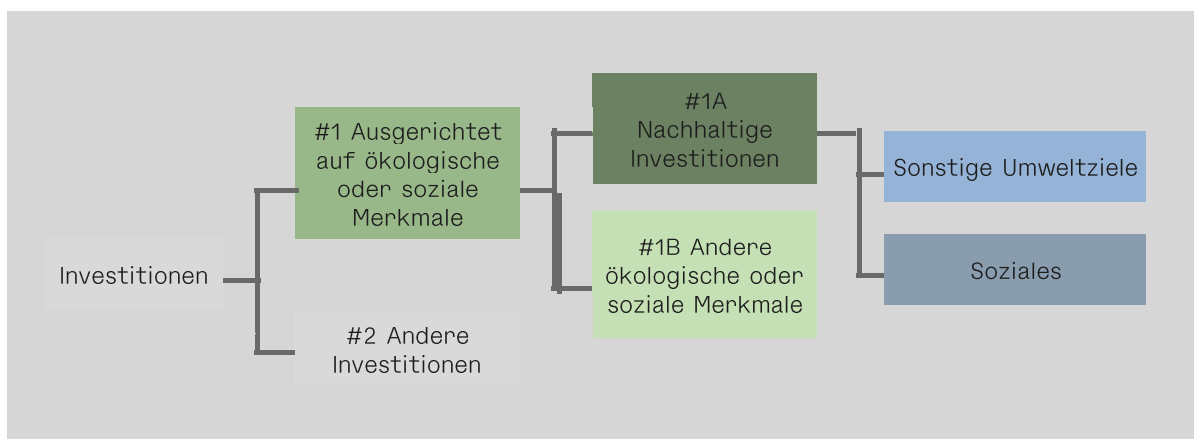 Investitionen
#1 Ausgerichtet
auf ökologische
oder soziale
Merkmale
#2 Andere
Investitionen
#1A
Nachhaltige
Investitionen
#1B Andere
ökologische oder
soziale Merkmale
Sonstige Umweltziele
Soziales